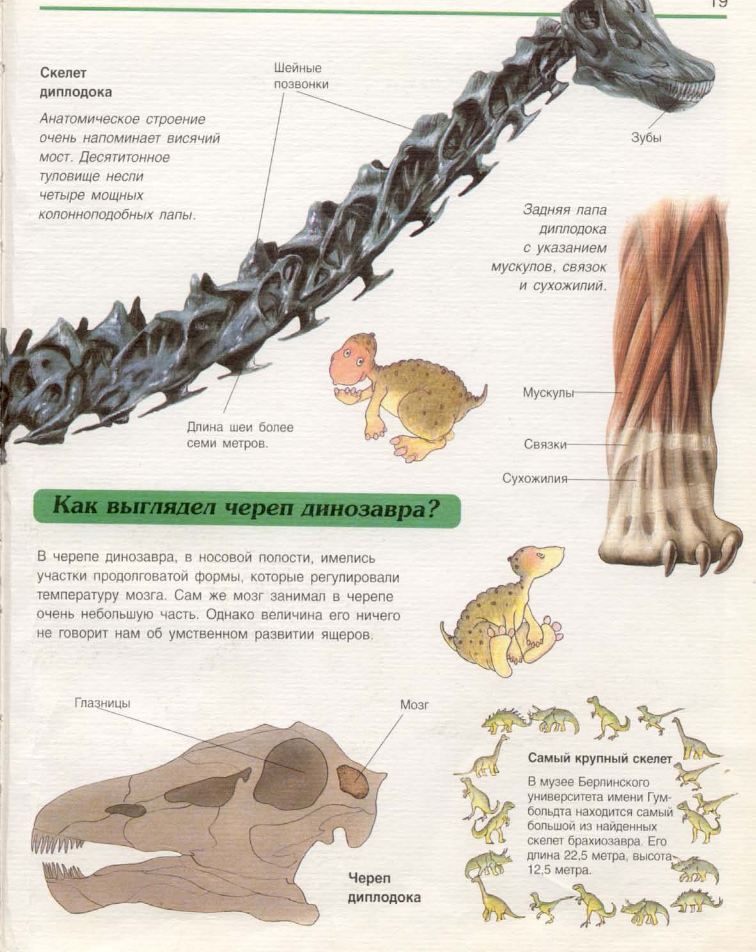 19
Скелет
диплодока
Анатомическое строение
очень напоминает висячий
мост. Десятитонное
туловище несли
четыре мощных
колонноподобных лапы.
Шейные
позвонки
Зубы
Задняя лапа
диплодока
с указанием
мускулов, связок
и сухожилий.
Мускулы
Связки
Сухожилия
Длина шеи более
семи метров.
Как выглядел череп динозавра?
В черепе динозавра, в носовой полости, имелись
участки продолговатой формы, которые регулировали
температуру мозга. Сам же мозг занимал в черепе
очень небольшую часть. Однако величина его ничего
не говорит нам об умственном развитии ящеров.
Глазницы
Мозг
Череп
диплодока
Самый крупный скелет
В музее Берлинского
университета имени Гум-
больдта находится самый
большой из найденных
скелет брахиозавра. Его
длина 22,5 метра, высота
12,5 метра.